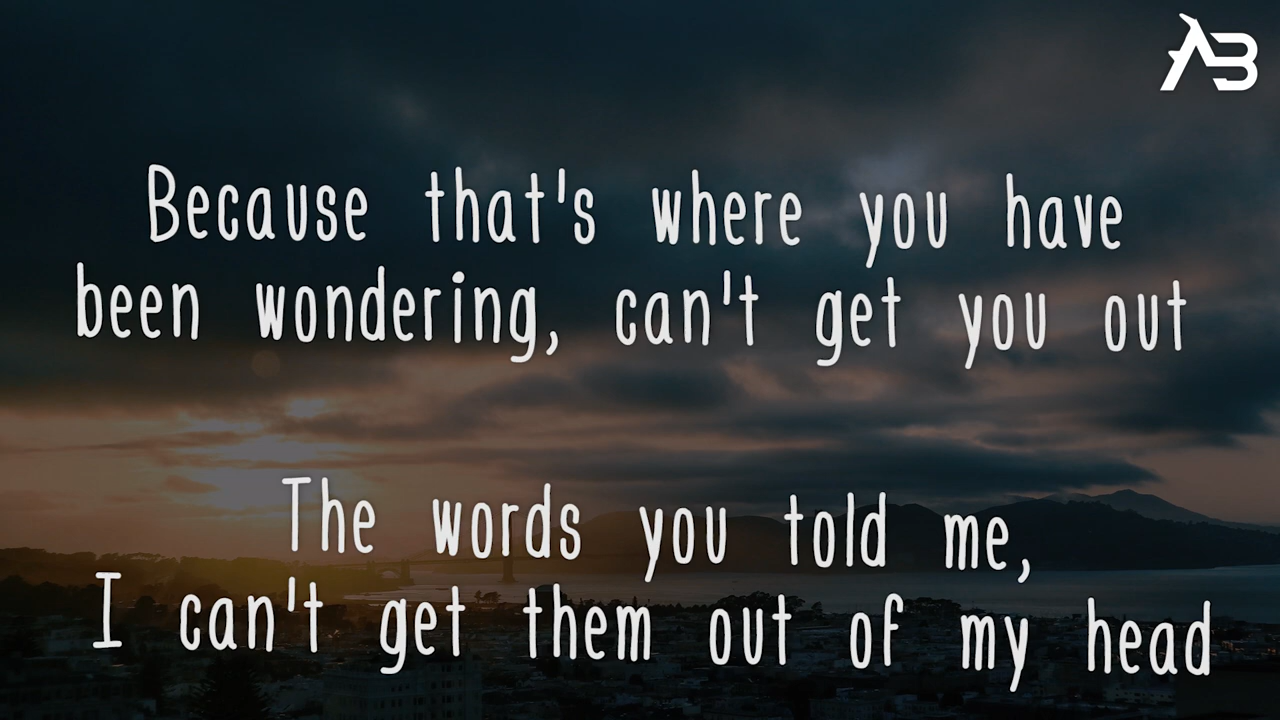 AB
Because that's where you have
been wondering, can't get you out
The words you told me,
I can't get them out of my head